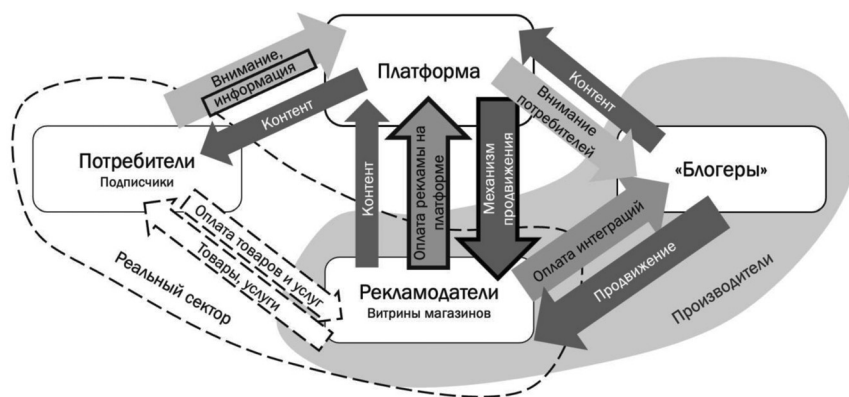 Платформа
Внимание,
информация
Контент
Контент
Внимание
потребителей
Потребители
Подписчики
«Блогеры»
Контент
Оплата рекламы на
платформе
Механизм
продвижения
Оплата товаров и услуг
Товары, услуги
Реальный сектор
Рекламодатели
Витрины магазинов
Оплата интеграций
Продвижение
Производители